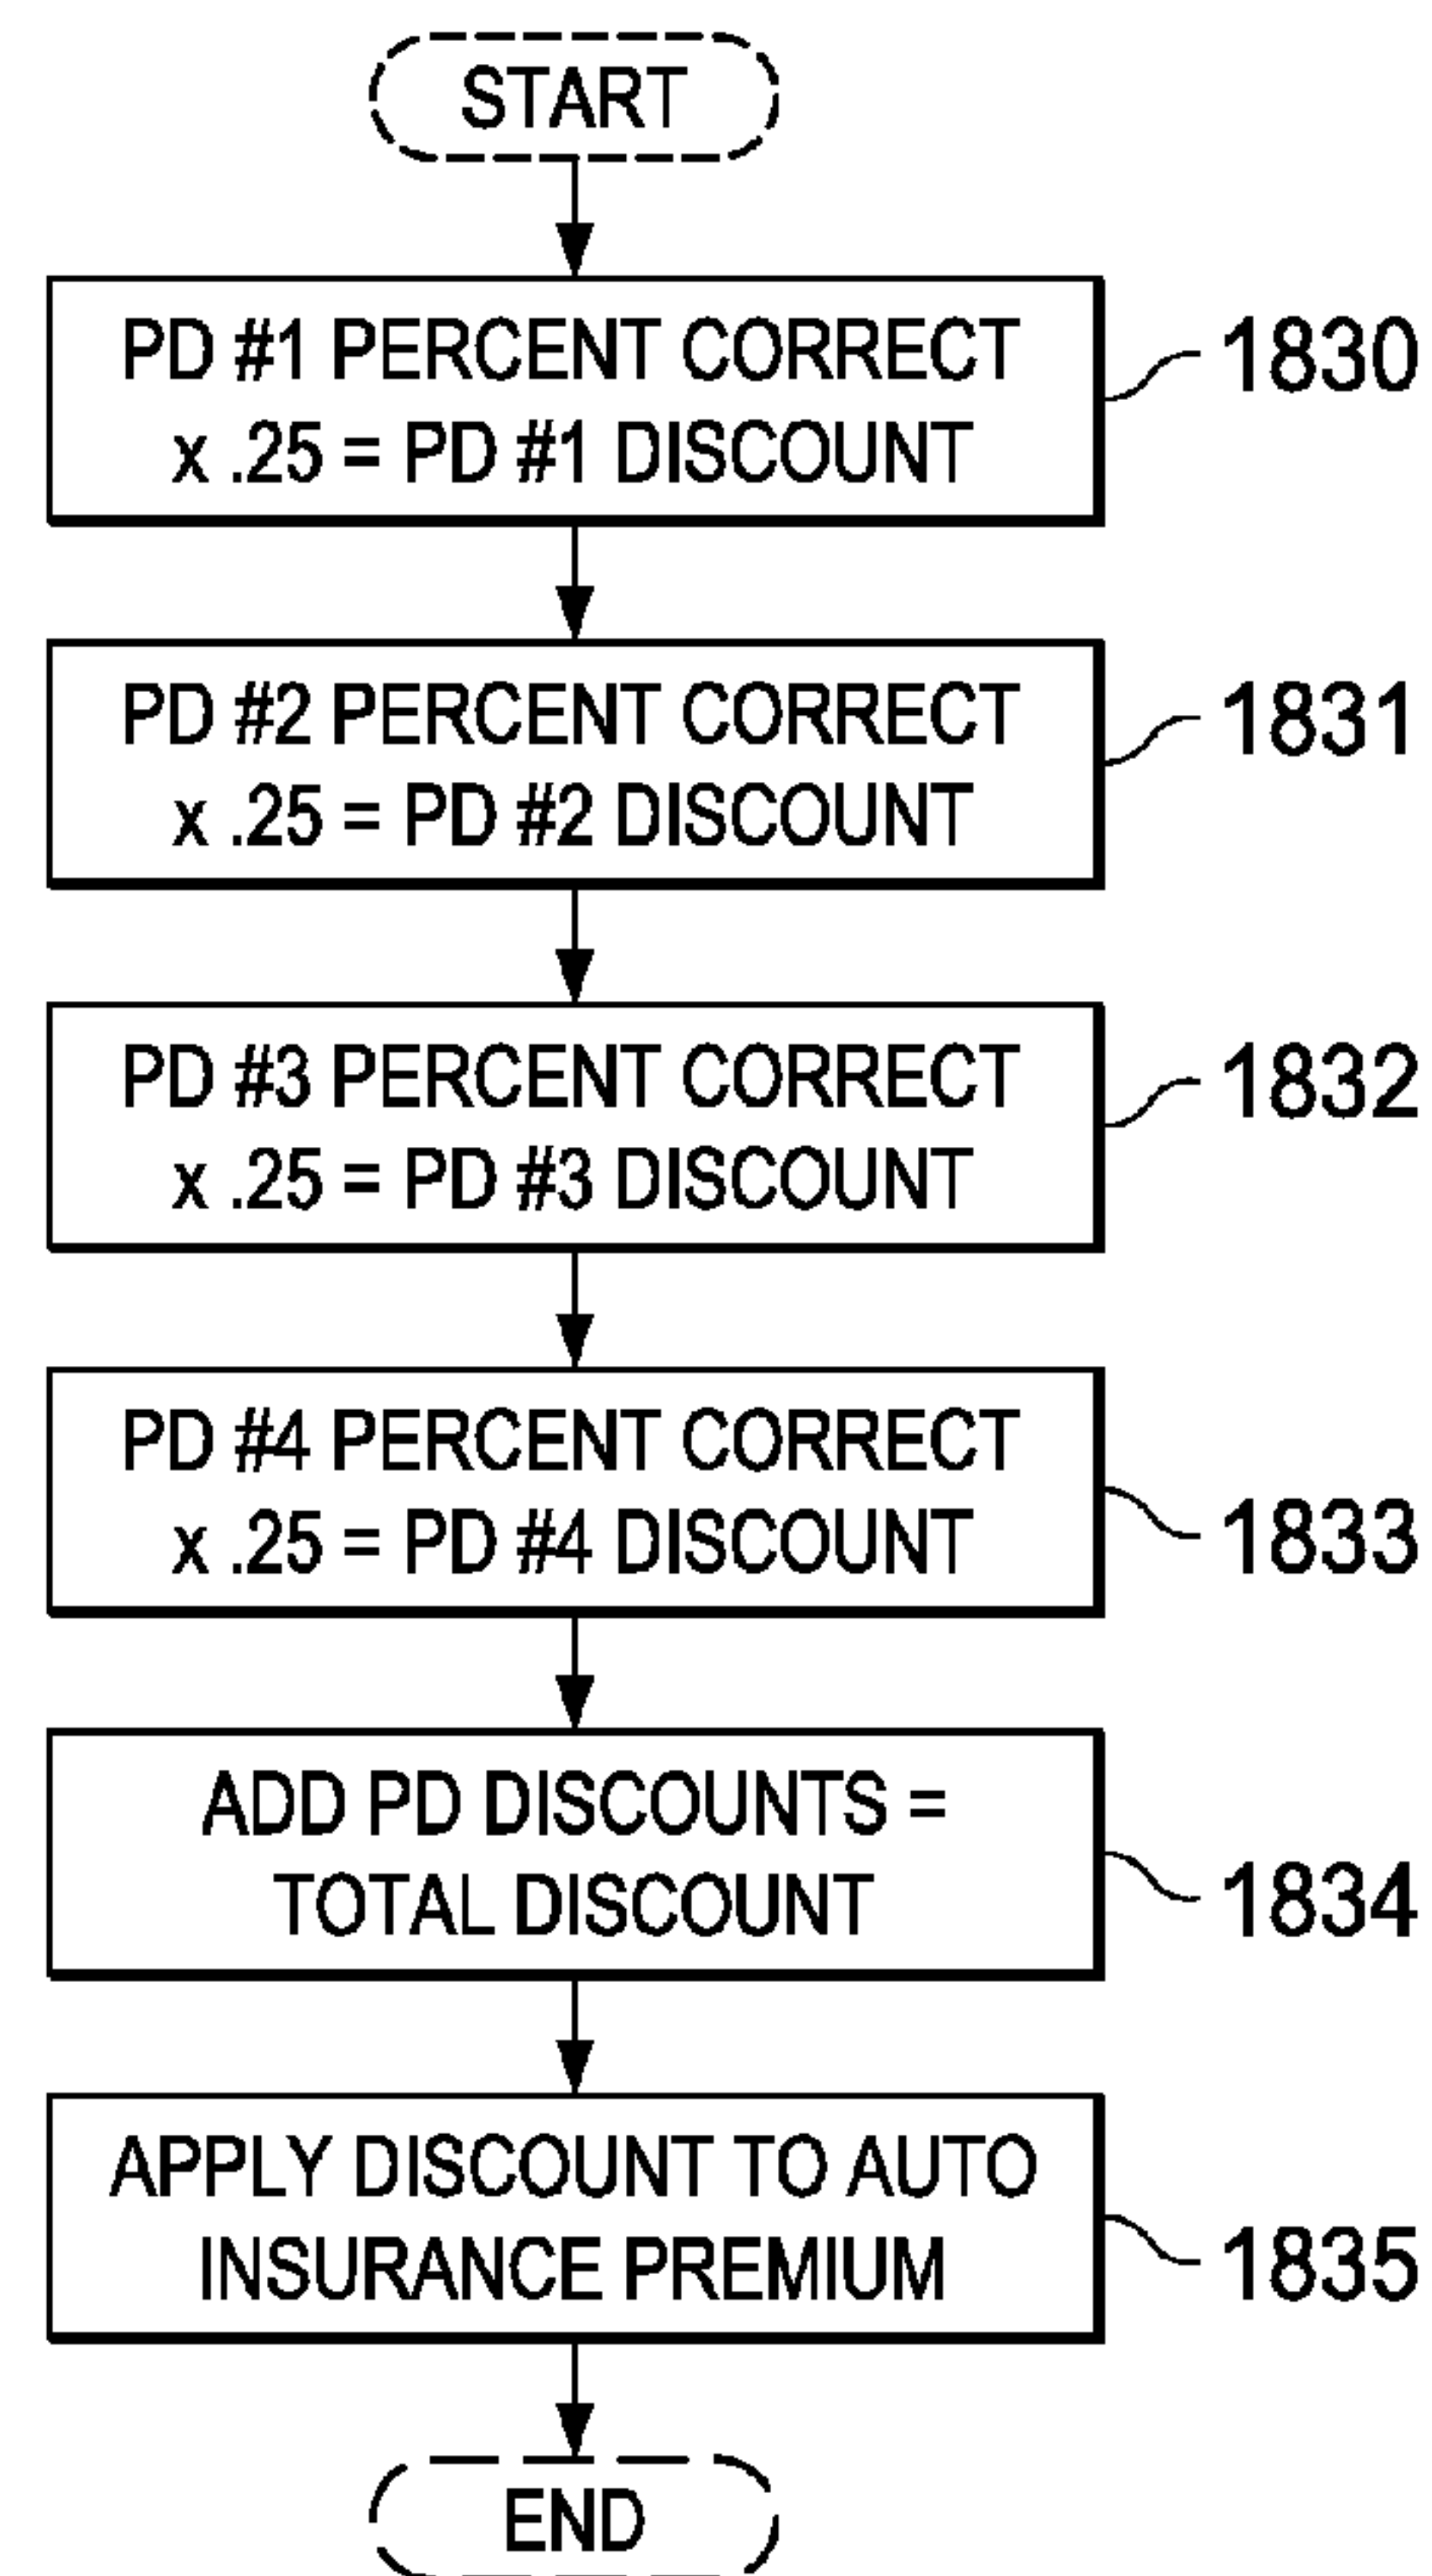 START
PD #1 PERCENT CORRECT
x .25 = PD #1 DISCOUNT
1830
PD #2 PERCENT CORRECT
x .25 = PD #2 DISCOUNT
1831
PD #3 PERCENT CORRECT
x .25 = PD #3 DISCOUNT
1832
PD #4 PERCENT CORRECT
x .25 = PD #4 DISCOUNT
1833
ADD PD DISCOUNTS =
TOTAL DISCOUNT
1834
APPLY DISCOUNT TO AUTO
INSURANCE PREMIUM
1835
END